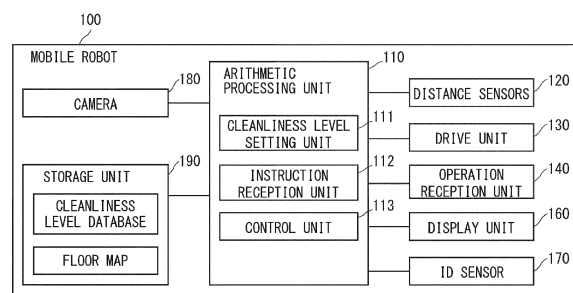 100
MOBILE ROBOT
180
CAMERA
190
STORAGE UNIT
CLEANLINESS
LEVEL DATABASE
FLOOR MAP
110
ARITHMETIC
PROCESSING UNIT
111
CLEANLINESS LEVEL
SETTING UNIT
112
INSTRUCTION
RECEPTION UNIT
113
CONTROL UNIT
120
DISTANCE SENSORS
130
DRIVE UNIT
140
OPERATION
RECEPTION UNIT
160
DISPLAY UNIT
170
ID SENSOR